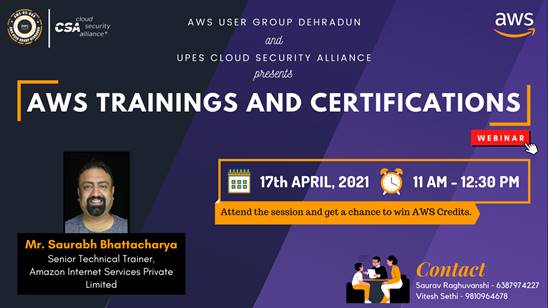 cloud
CSA security
alliance®
aws
AWS USER GROUP DEHRADUN
and
UPES CLOUD SECURITY ALLIANCE
presents
AWS TRAININGS AND CERTIFICATIONS
WEBINAR
17th APRIL, 2021
11 AM - 12:30 PM
Attend the session and get a chance to win AWS Credits.
Mr. Saurabh Bhattacharya
Senior Technical Trainer,
Amazon Internet Services Private
Limited
Contact
Saurav Raghuvanshi - 6387974227
Vitesh Sethi - 9810964678